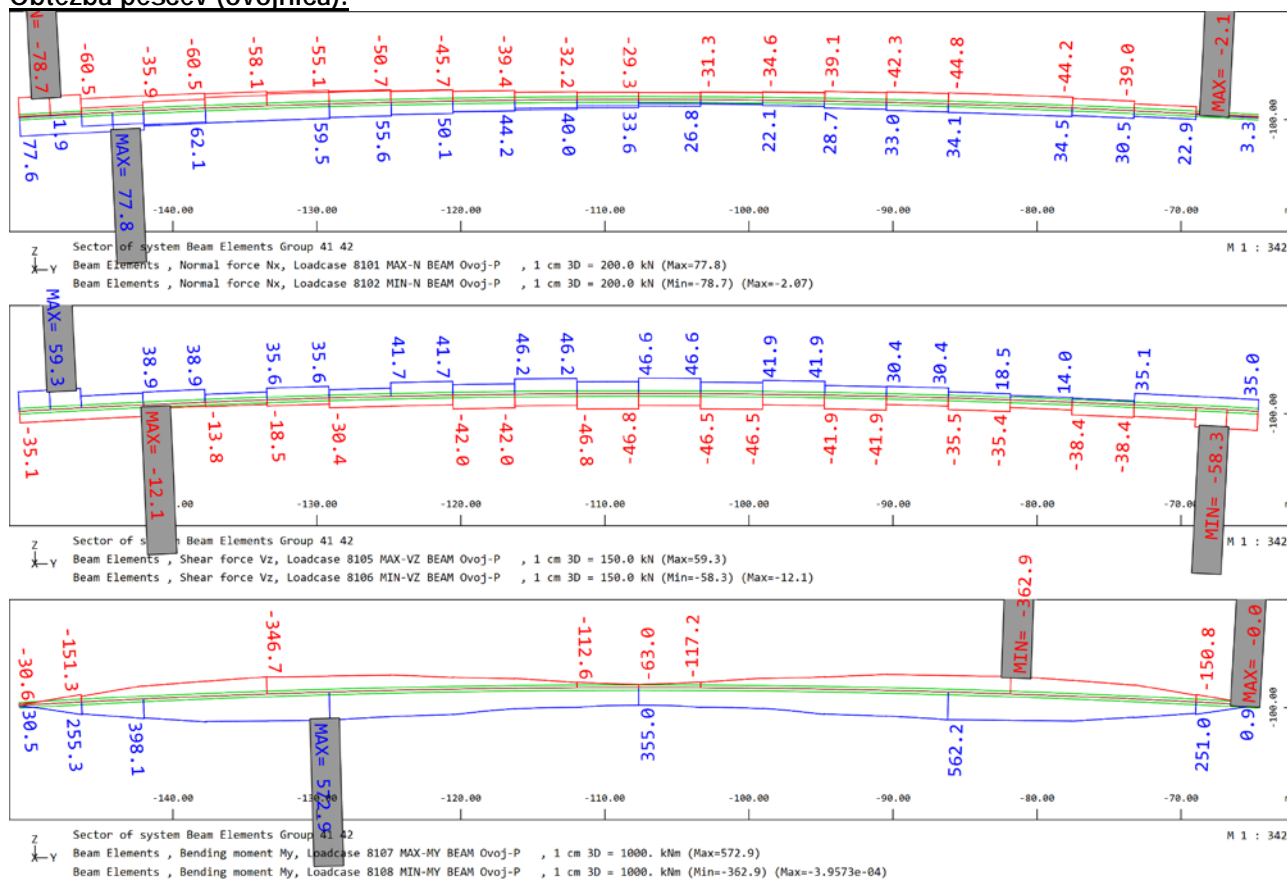 Obtežba pešcev (ovojnica):
N= -78.7 -60.5 -35.9 -60.5 -58.1 -55.1 -50.7 -45.7 -39.4 -32.2 -29.3 -31.3 -34.6 -39.1 -42.3 -44.8 -44.2 -39.0 MAX= -2.1
77.6 1.9 MAX= 77.8 62.1 59.5 55.6 50.1 44.2 40.0 33.6 26.8 22.1 28.7 33.0 34.1 34.5 30.5 22.9 3.3 -100.00
-140.00 -130.00 -120.00 -110.00 -100.00 -90.00 -80.00 -70.00
Z
X Y
Sector of system Beam Elements Group 41 42 M 1 : 342
Beam Elements , Normal force Nx, Loadcase 8101 MAX-N BEAM Ovoj-P , 1 cm 3D = 200.0 kN (Max=77.8)
Beam Elements , Normal force Nx, Loadcase 8102 MIN-N BEAM Ovoj-P , 1 cm 3D = 200.0 kN (Min=-78.7) (Max=-2.07)
MAX= 59.3 38.9 38.9 35.6 35.6 41.7 41.7 46.2 46.2 46.6 46.6 41.9 41.9 30.4 30.4 18.5 14.0 35.1 35.0
-35.1 MAX= -12.1 -13.8 -18.5 -30.4 -42.0 -42.0 -46.8 -46.8 -46.5 -46.5 -41.9 -41.9 -35.5 -35.4 -38.4 -38.4 MIN= -58.3 -100.00
0.00 -130.00 -120.00 -110.00 -100.00 -90.00 -80.00 -70.00
Z
X Y
Sector of system Beam Elements Group 41 42 M 1 : 342
Beam Elements , Shear force Vz, Loadcase 8105 MAX-VZ BEAM Ovoj-P , 1 cm 3D = 150.0 kN (Max=59.3)
Beam Elements , Shear force Vz, Loadcase 8106 MIN-VZ BEAM Ovoj-P , 1 cm 3D = 150.0 kN (Min=-58.3) (Max=-12.1)
-30.6 -151.3 -346.7 -112.6 -93.0 -117.2 MIN= -362.9 -150.8 MAX= -0.0
30.5 255.3 398.1 MAX= 572.9 355.0 562.2 251.0 0.9 -100.00
-140.00 -130.00 -120.00 -110.00 -100.00 -90.00 -80.00 -70.00
Z
X Y
Sector of system Beam Elements Group 41 42 M 1 : 342
Beam Elements , Bending moment My, Loadcase 8107 MAX-MY BEAM Ovoj-P , 1 cm 3D = 1000. kNm (Max=572.9)
Beam Elements , Bending moment My, Loadcase 8108 MIN-MY BEAM Ovoj-P , 1 cm 3D = 1000. kNm (Min=-362.9) (Max=-3.9573e-04)